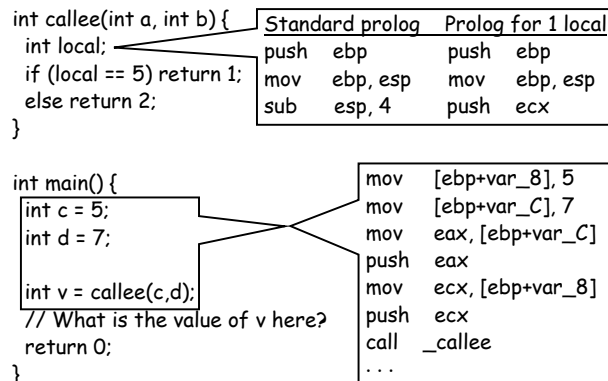 int callee(int a, int b) {
int local;
if (local == 5) return 1;
else return 2;
}
Standard prolog Prolog for 1 local
push ebp push ebp
mov ebp, esp mov ebp, esp
sub esp, 4 push ecx
int main() {
int c = 5;
int d = 7;
int v = callee(c,d);
// What is the value of v here?
return 0;
}
mov [ebp+var_8], 5
mov [ebp+var_C], 7
mov eax, [ebp+var_C]
push eax
mov ecx, [ebp+var_8]
push ecx
call _callee
. . .